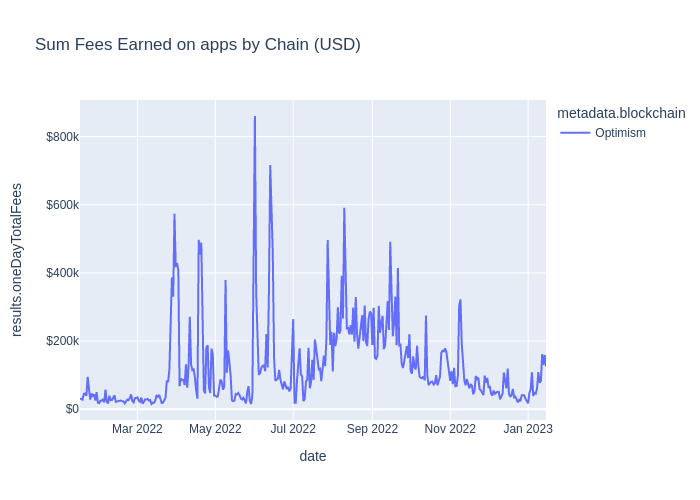 Sum Fees Earned on apps by Chain (USD)
metadata.blockchain
Optimism
results.oneDayTotalFees
$800k
$600k
$400k
$200k
$0
Mar 2022
May 2022
Jul 2022
Sep 2022
Nov 2022
Jan 2023
date